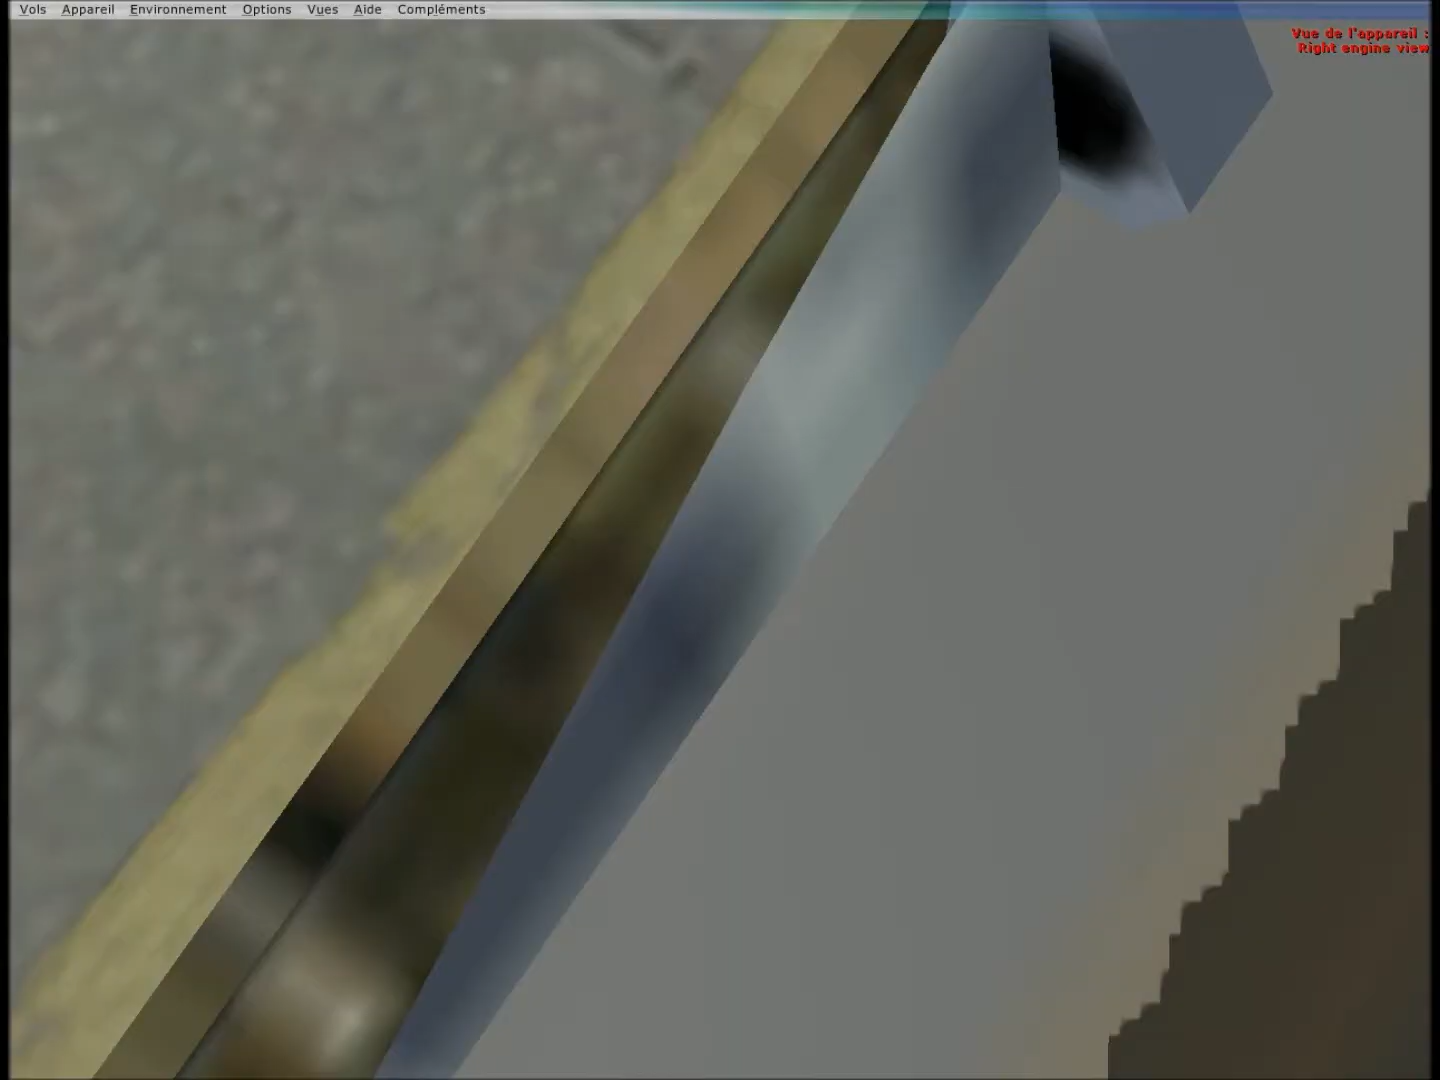 Vols Appareil Environnement Options Vues Aide Compléments
Vue de l'appareil :
Right engine view